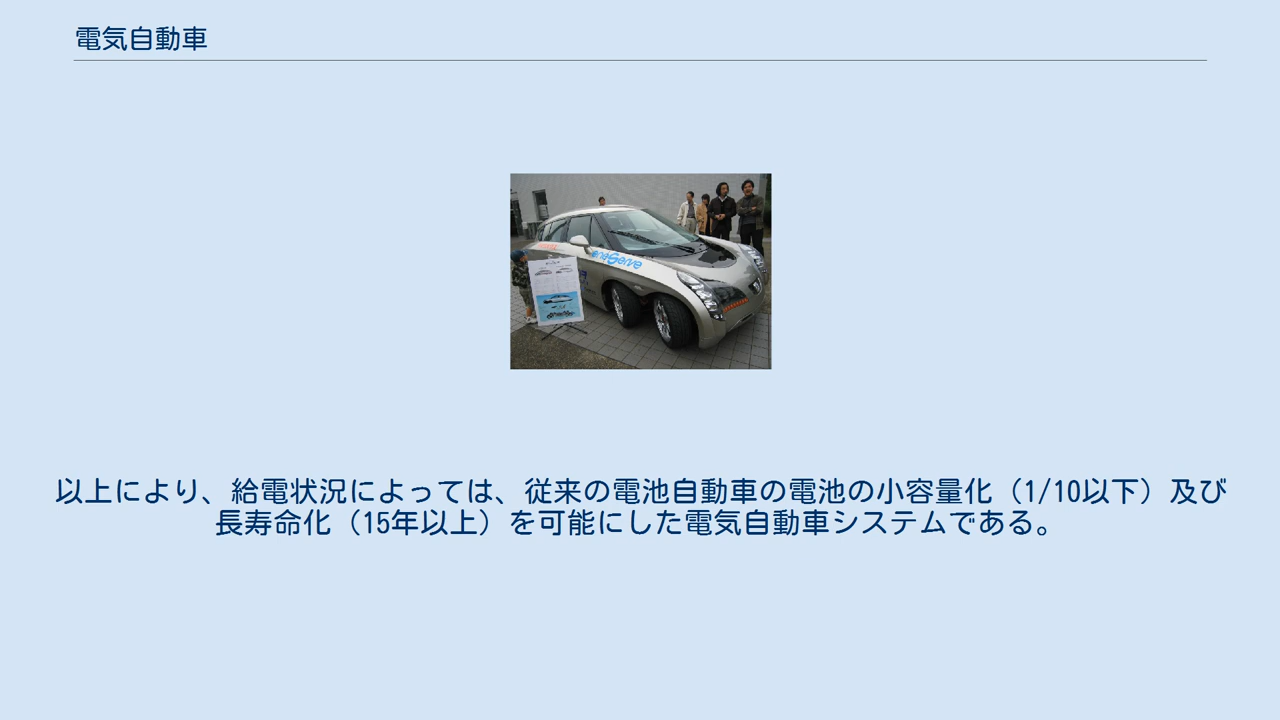 電気自動車
eneServe
以上により、給電状況によっては、従来の電池自動車の電池の小容量化（1/10以下）及び
長寿命化（15年以上）を可能にした電気自動車システムである。